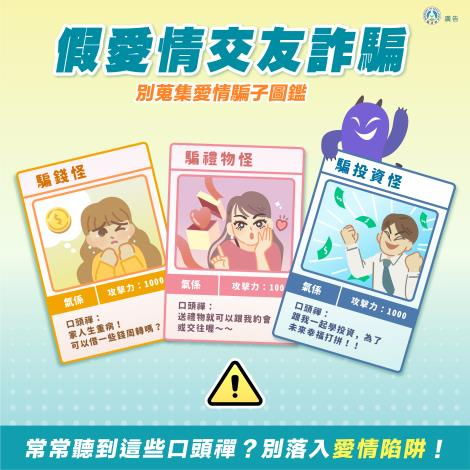 廣告
假愛情交友詐騙
別蒐集愛情騙子圖鑑
騙錢怪
氣係
攻擊力：1000
口頭禪：
家人生重病！
可以借一些錢周轉嗎？
騙禮物怪
氣係
攻擊力：100
口頭禪：
送禮物就可以跟我約會
或交往喔～～
騙投資怪
氣係
攻擊力：1000
口頭禪：
跟我一起學投資，為了
未來幸福打拼！！
常常聽到這些口頭禪？別落入愛情陷阱！